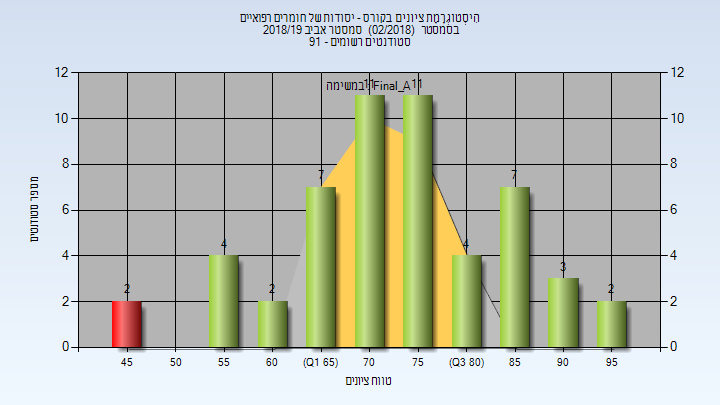 היסטוגרמת ציונים בקורס - יסודות של חומרים רפואיים
בסמסטר (02/2018) סמסטר אביב 2018/19
סטודנטים רשומים - 91
במשימה: Final_A
12 12
10 10
8 8
6 6
4 4
2 2
0 0
מספר סטודנטים
2 4 2 7 11 11 4 7 3 2
45 50 55 60 (Q1 65) 70 75 (Q3 80) 85 90 95
טווח ציונים